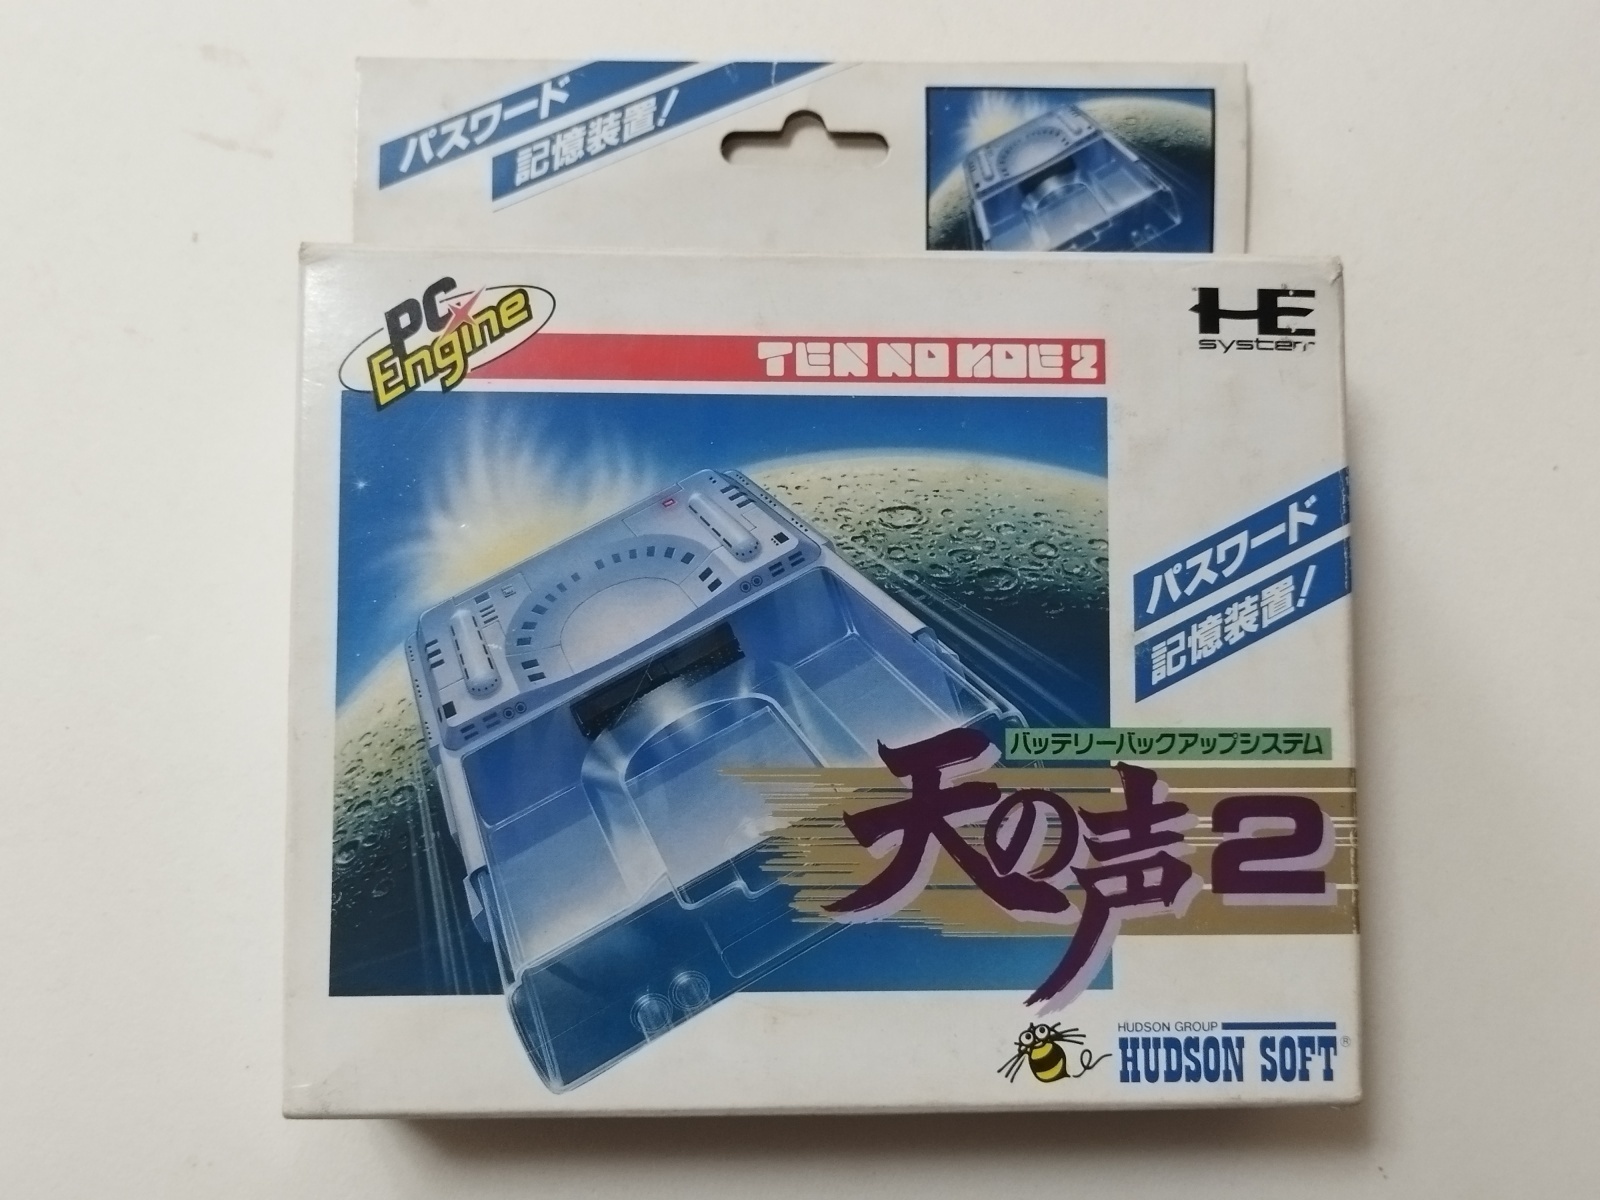 パスワード
記憶装置!
PC Engine
TEN NO KOE 2
HE
system
パスワード
記憶装置!
バッテリーバックアップシステム
天の声2
HUDSON GROUP
HUDSON SOFT®